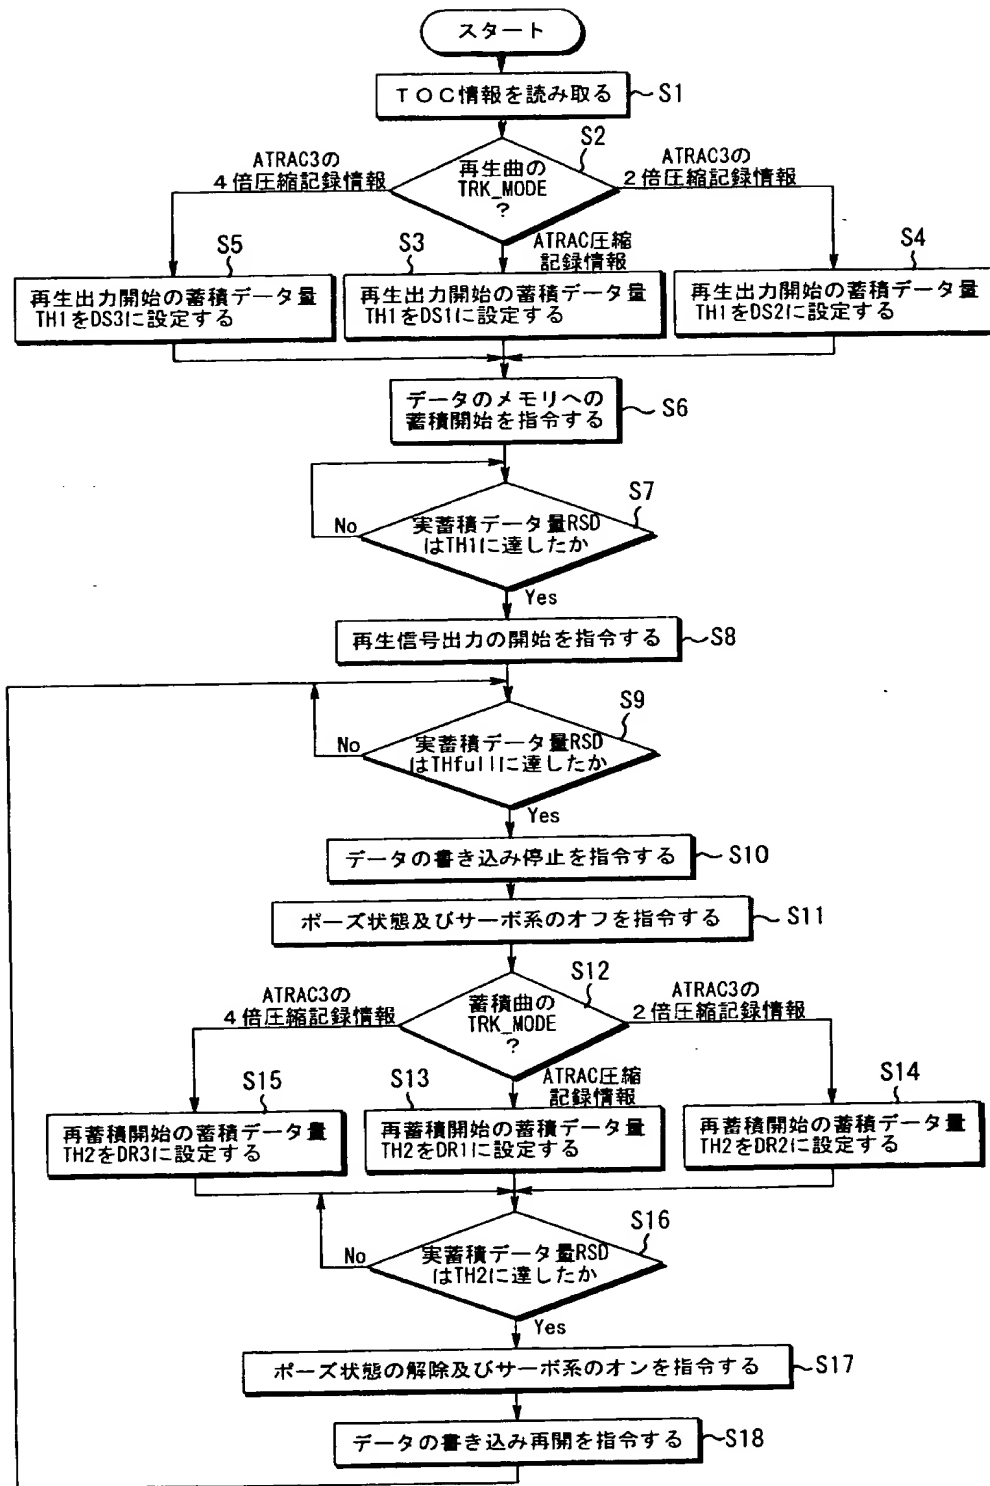 スタート
TOC情報を読み取る
S1
S2
再生曲の
TRK_MODE
?
ATRAC3の
4倍圧縮記録情報
ATRAC3の
2倍圧縮記録情報
ATRAC圧縮
記録情報
S5
再生出力開始の蓄積データ量
TH1をDS3に設定する
S3
再生出力開始の蓄積データ量
TH1をDS1に設定する
S4
再生出力開始の蓄積データ量
TH1をDS2に設定する
データのメモリへの
蓄積開始を指令する
S6
S7
実蓄積データ量RSD
はTH1に達したか
No
Yes
再生信号出力の開始を指令する
S8
S9
実蓄積データ量RSD
はTHfullに達したか
No
Yes
データの書き込み停止を指令する
S10
ポーズ状態及びサーボ系のオフを指令する
S11
S12
蓄積曲の
TRK_MODE
?
ATRAC3の
4倍圧縮記録情報
ATRAC3の
2倍圧縮記録情報
ATRAC圧縮
記録情報
S15
再蓄積開始の蓄積データ量
TH2をDR3に設定する
S13
再蓄積開始の蓄積データ量
TH2をDR1に設定する
S14
再蓄積開始の蓄積データ量
TH2をDR2に設定する
S16
実蓄積データ量RSD
はTH2に達したか
No
Yes
ポーズ状態の解除及びサーボ系のオンを指令する
S17
データの書き込み再開を指令する
S18